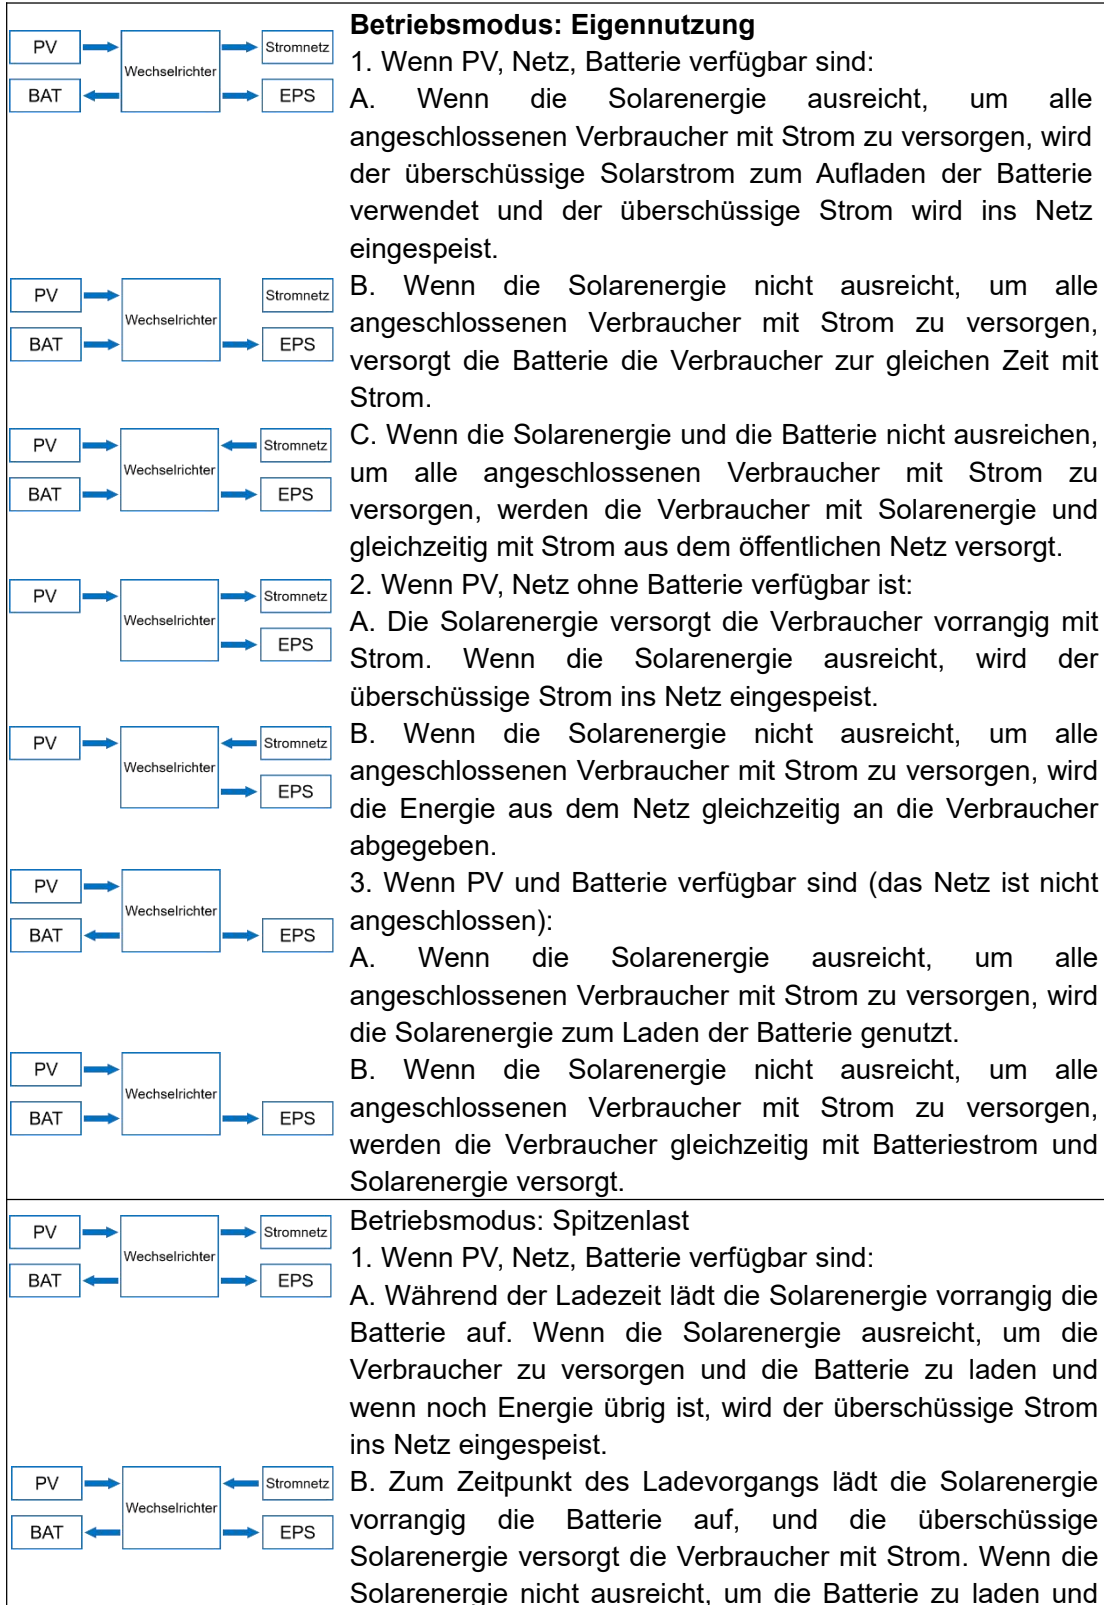 Betriebsmodus: Eigennutzung
PV
Stromnetz
Wechselrichter
BAT
EPS
1. Wenn PV, Netz, Batterie verfügbar sind:
A. Wenn die Solarenergie ausreicht, um alle
angeschlossenen Verbraucher mit Strom zu versorgen, wird
der überschüssige Solarstrom zum Aufladen der Batterie
verwendet und der überschüssige Strom wird ins Netz
eingespeist.
PV
Stromnetz
Wechselrichter
BAT
EPS
B. Wenn die Solarenergie nicht ausreicht, um alle
angeschlossenen Verbraucher mit Strom zu versorgen,
versorgt die Batterie die Verbraucher zur gleichen Zeit mit
Strom.
PV
Stromnetz
Wechselrichter
BAT
EPS
C. Wenn die Solarenergie und die Batterie nicht ausreichen,
um alle angeschlossenen Verbraucher mit Strom zu
versorgen, werden die Verbraucher mit Solarenergie und
gleichzeitig mit Strom aus dem öffentlichen Netz versorgt.
PV
Stromnetz
Wechselrichter
EPS
2. Wenn PV, Netz ohne Batterie verfügbar ist:
A. Die Solarenergie versorgt die Verbraucher vorrangig mit
Strom. Wenn die Solarenergie ausreicht, wird der
überschüssige Strom ins Netz eingespeist.
PV
Stromnetz
Wechselrichter
EPS
B. Wenn die Solarenergie nicht ausreicht, um alle
angeschlossenen Verbraucher mit Strom zu versorgen, wird
die Energie aus dem Netz gleichzeitig an die Verbraucher
abgegeben.
PV
Wechselrichter
BAT
EPS
3. Wenn PV und Batterie verfügbar sind (das Netz ist nicht
angeschlossen):
A. Wenn die Solarenergie ausreicht, um alle
angeschlossenen Verbraucher mit Strom zu versorgen, wird
die Solarenergie zum Laden der Batterie genutzt.
PV
Wechselrichter
BAT
EPS
B. Wenn die Solarenergie nicht ausreicht, um alle
angeschlossenen Verbraucher mit Strom zu versorgen,
werden die Verbraucher gleichzeitig mit Batteriestrom und
Solarenergie versorgt.
Betriebsmodus: Spitzenlast
PV
Stromnetz
Wechselrichter
BAT
EPS
1. Wenn PV, Netz, Batterie verfügbar sind:
A. Während der Ladezeit lädt die Solarenergie vorrangig die
Batterie auf. Wenn die Solarenergie ausreicht, um die
Verbraucher zu versorgen und die Batterie zu laden und
wenn noch Energie übrig ist, wird der überschüssige Strom
ins Netz eingespeist.
PV
Stromnetz
Wechselrichter
BAT
EPS
B. Zum Zeitpunkt des Ladevorgangs lädt die Solarenergie
vorrangig die Batterie auf, und die überschüssige
Solarenergie versorgt die Verbraucher mit Strom. Wenn die
Solarenergie nicht ausreicht, um die Batterie zu laden und